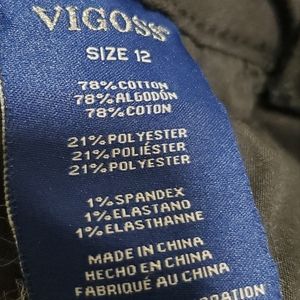 VIGOSS
SIZE 12
78% COTTON
78% ALGODÓN
78% COTON
21% POLYESTER
21% POLIÉSTER
21% POLYESTER
1% SPANDEX
1% ELASTANO
1% ELASTHANNE
MADE IN CHINA
HECHO EN CHINA
FABRIQUÉ AU CHINA